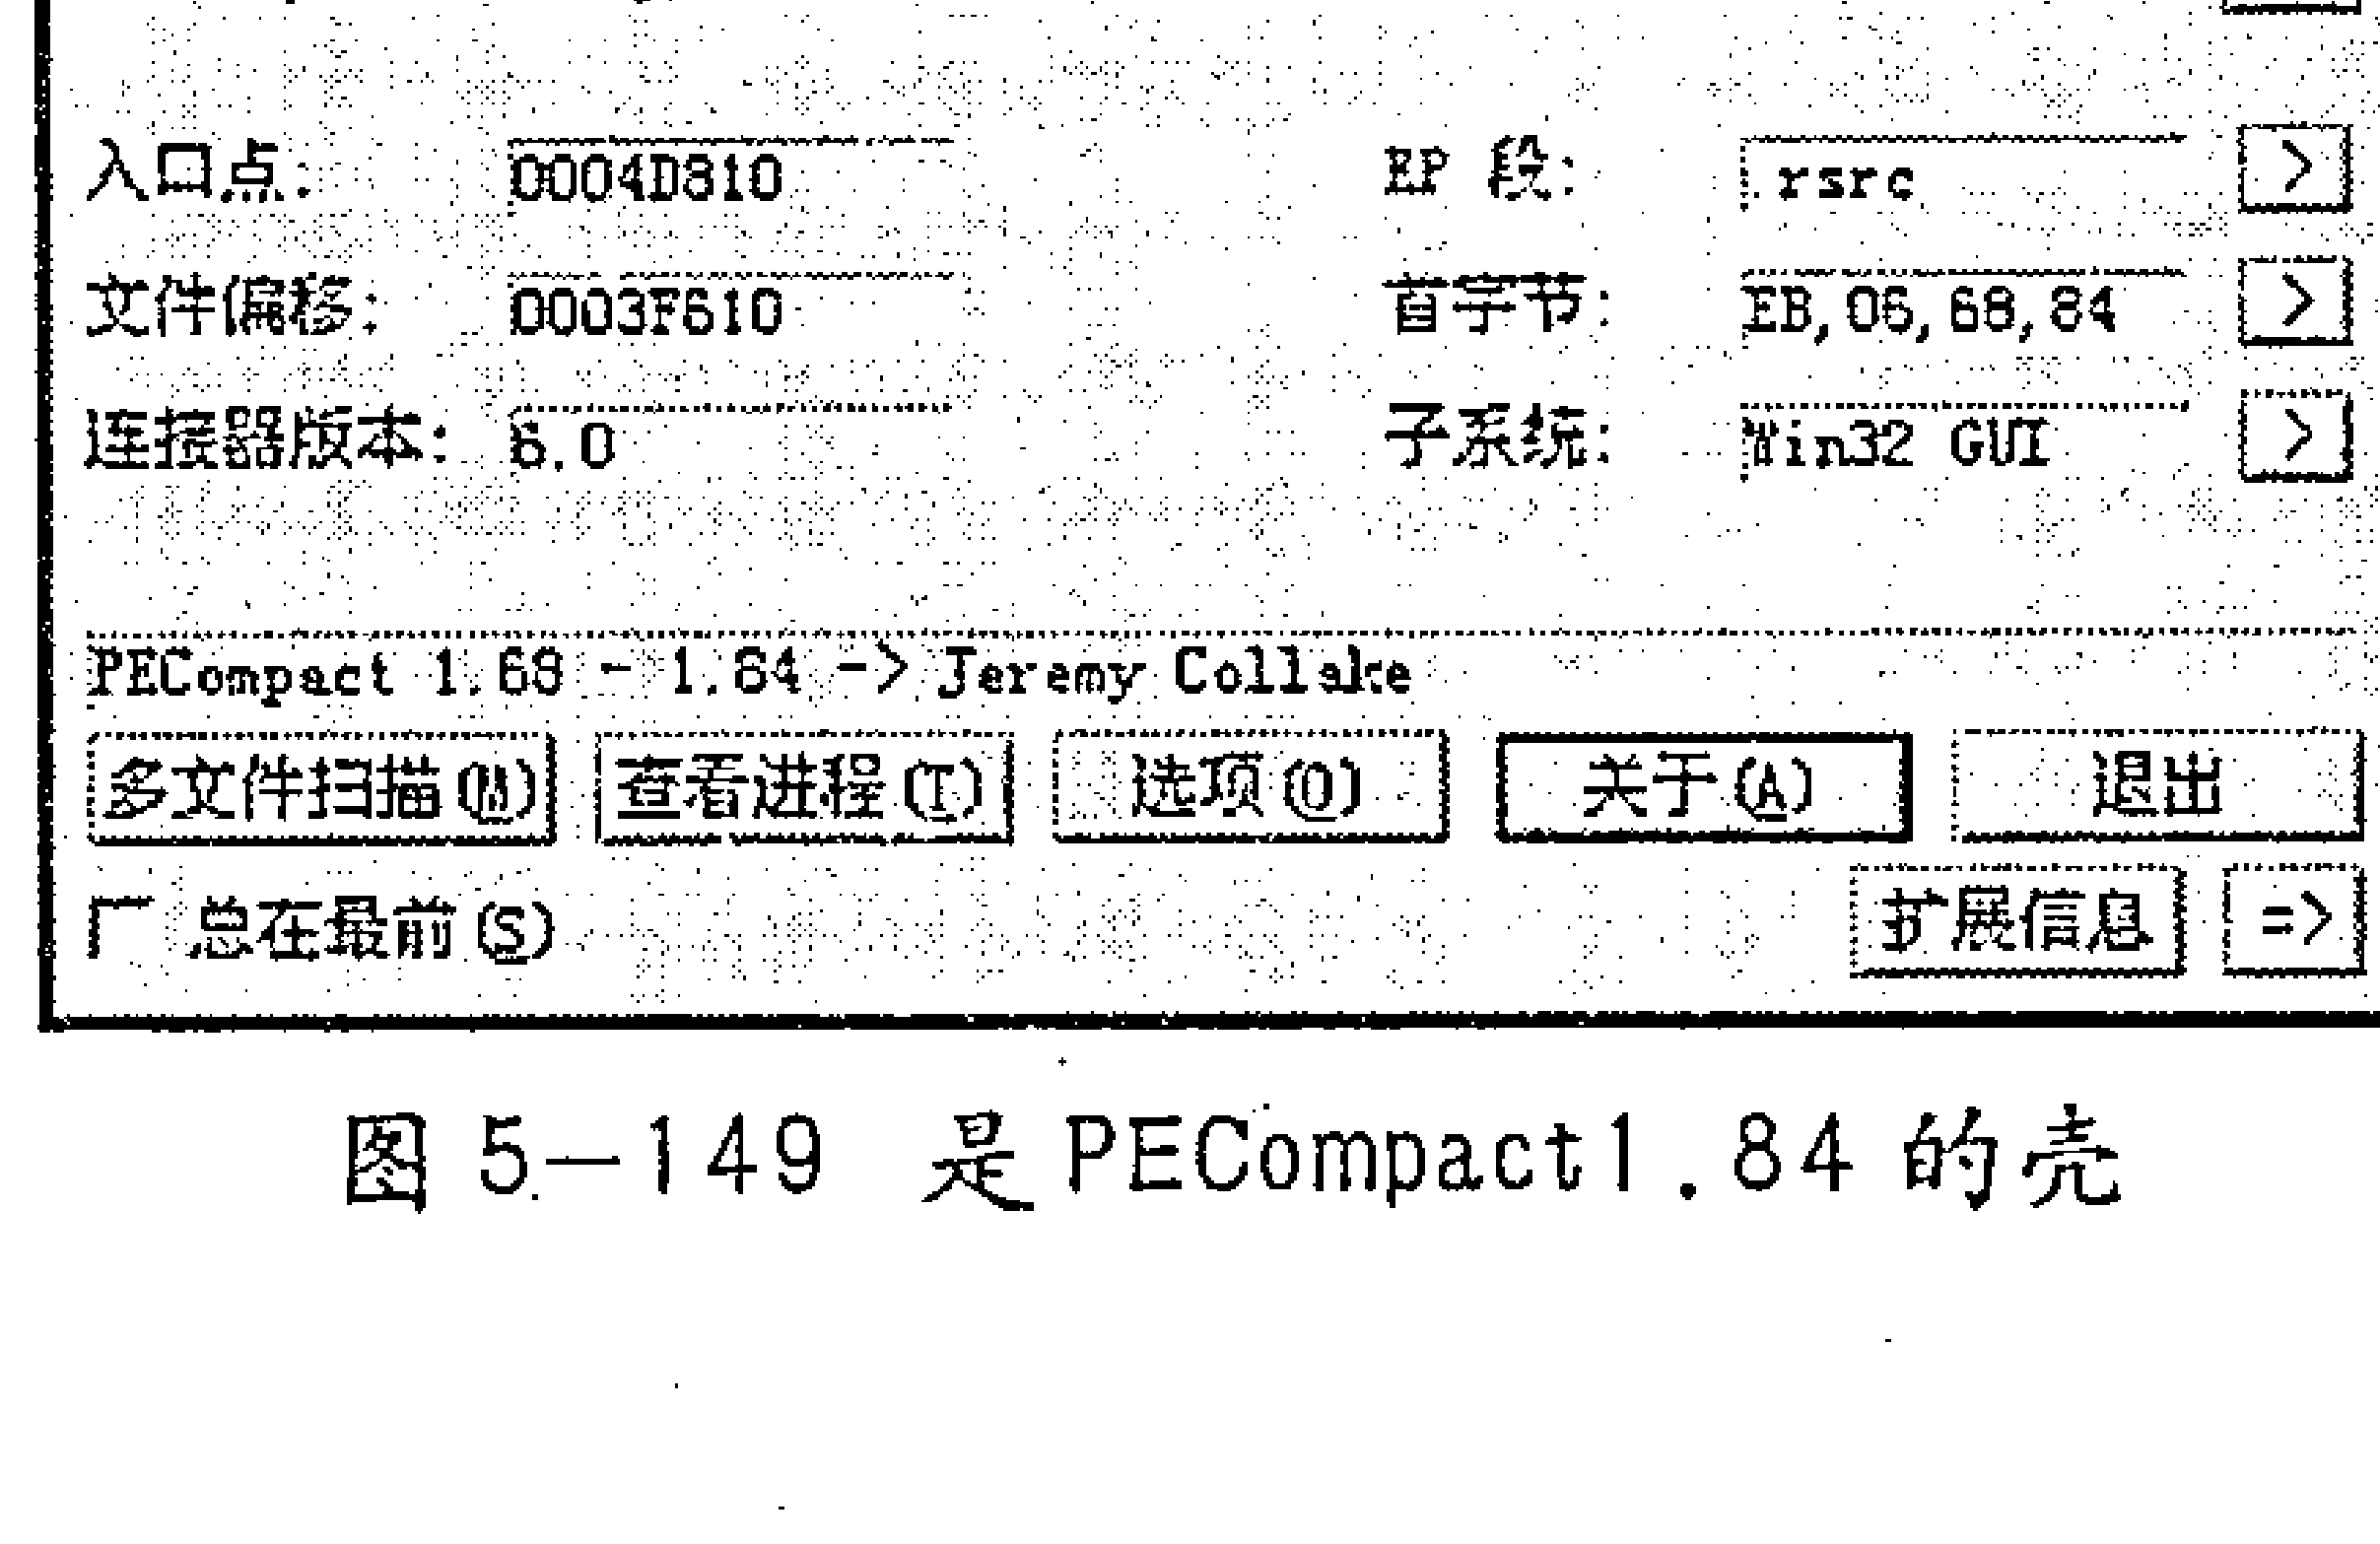 入口点: 0004D810 EP 段: .rsrc >
文件偏移: 0003F610 首字节: EB,06,68,84 >
连接器版本: 6.0 子系统: Win32 GUI >
PECompact 1.68 - 1.84 -> Jeremy Collake
多文件扫描(M) 查看进程(T) 选项(O) 关于(A) 退出
总在最前(S) 扩展信息 =>
图 5-149 是PECompact1.84 的壳